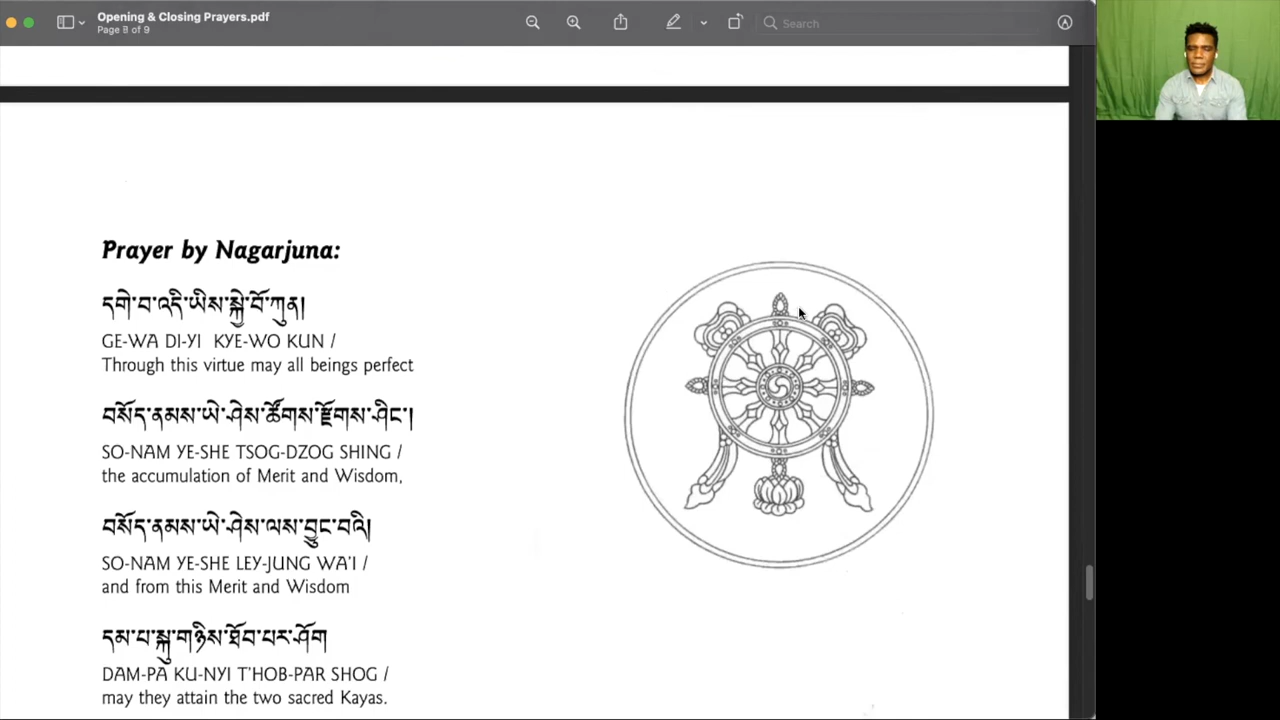 Opening & Closing Prayers.pdf
Page 8 of 9
Search
Prayer by Nagarjuna:
དགེ་བ་འདི་ཡིས་སྐྱེ་བོ་ཀུན།
GE-WA DI-YI KYE-WO KUN /
Through this virtue may all beings perfect
བསོད་ནམས་ཡེ་ཤེས་ཚོགས་རྫོགས་ཤིང་།
SO-NAM YE-SHE TSOG-DZOG SHING /
the accumulation of Merit and Wisdom,
བསོད་ནམས་ཡེ་ཤེས་ལས་བྱུང་བའི།
SO-NAM YE-SHE LEY-JUNG WA'I /
and from this Merit and Wisdom
དམ་པ་སྐུ་གཉིས་ཐོབ་པར་ཤོག
DAM-PA KU-NYI T'HOB-PAR SHOG /
may they attain the two sacred Kayas.